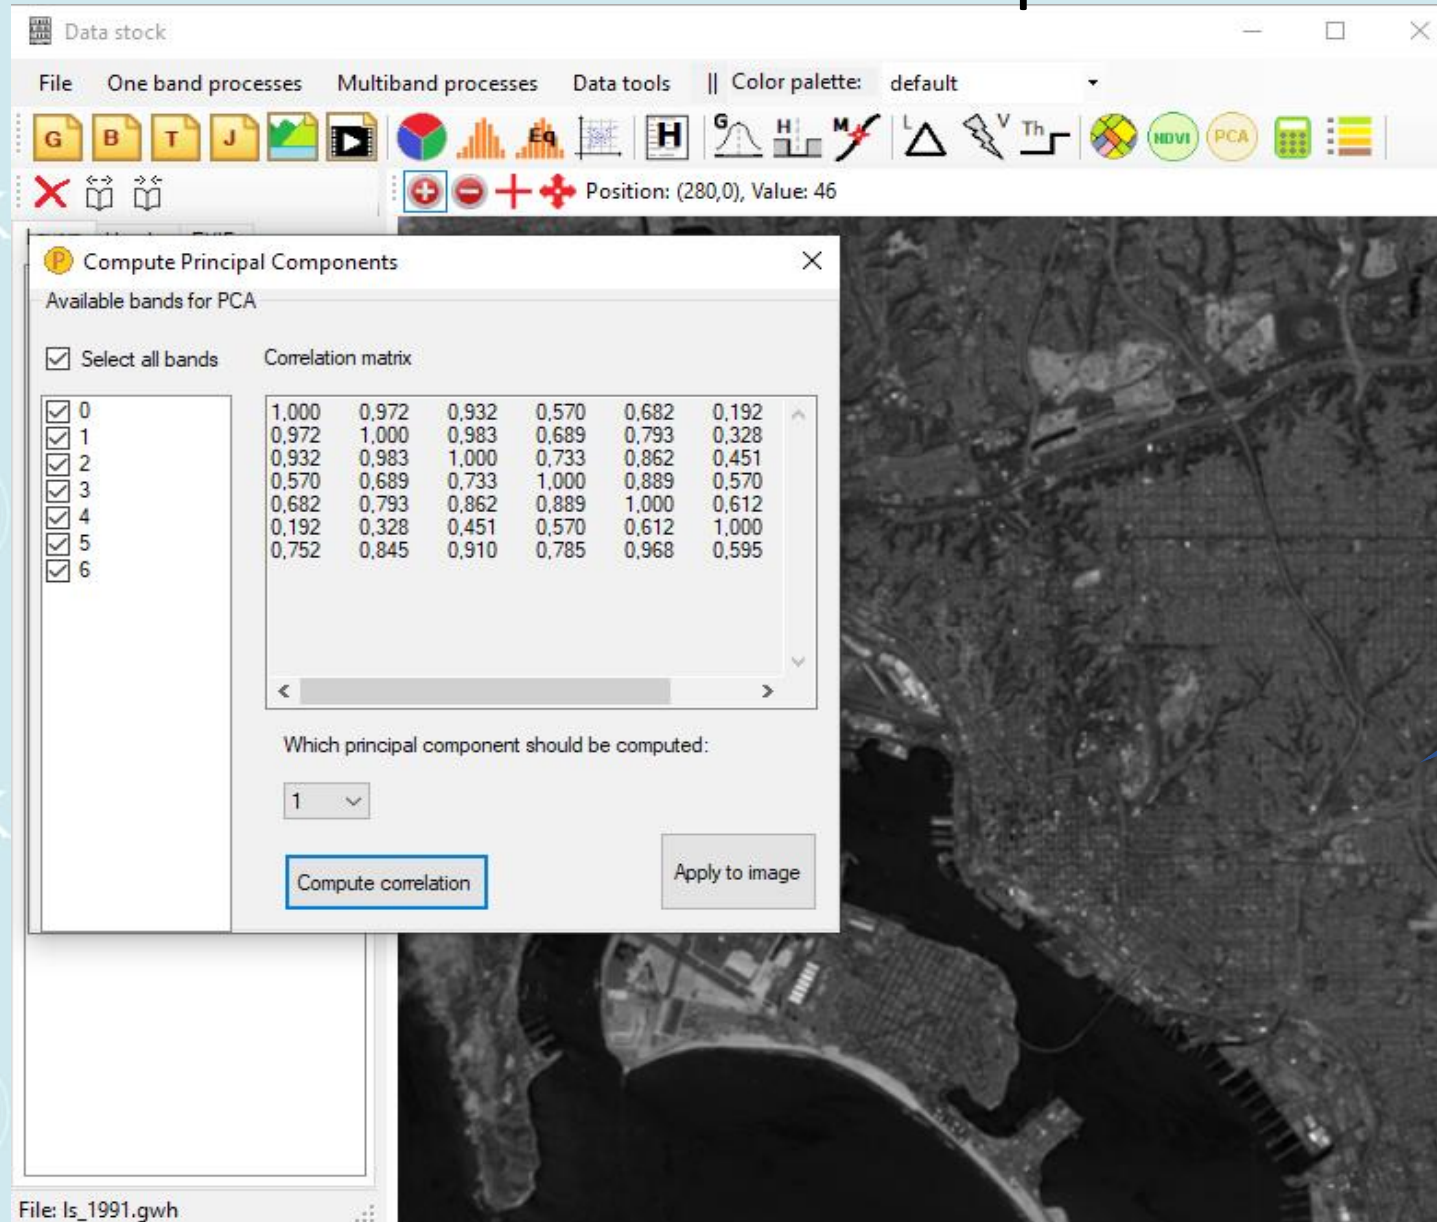 Data stock
File One band processes Multiband processes Data tools || Color palette: default
G B T J Eq H G H M L V Th NDVI PCA
Position: (280,0), Value: 46
Compute Principal Components
Available bands for PCA
Select all bands Correlation matrix
0
1
2
3
4
5
6
1,000 0,972 0,932 0,570 0,682 0,192
0,972 1,000 0,983 0,689 0,793 0,328
0,932 0,983 1,000 0,733 0,862 0,451
0,570 0,689 0,733 1,000 0,889 0,570
0,682 0,793 0,862 0,889 1,000 0,612
0,192 0,328 0,451 0,570 0,612 1,000
0,752 0,845 0,910 0,785 0,968 0,595
Which principal component should be computed:
1
Compute correlation
Apply to image
File: ls_1991.gwh